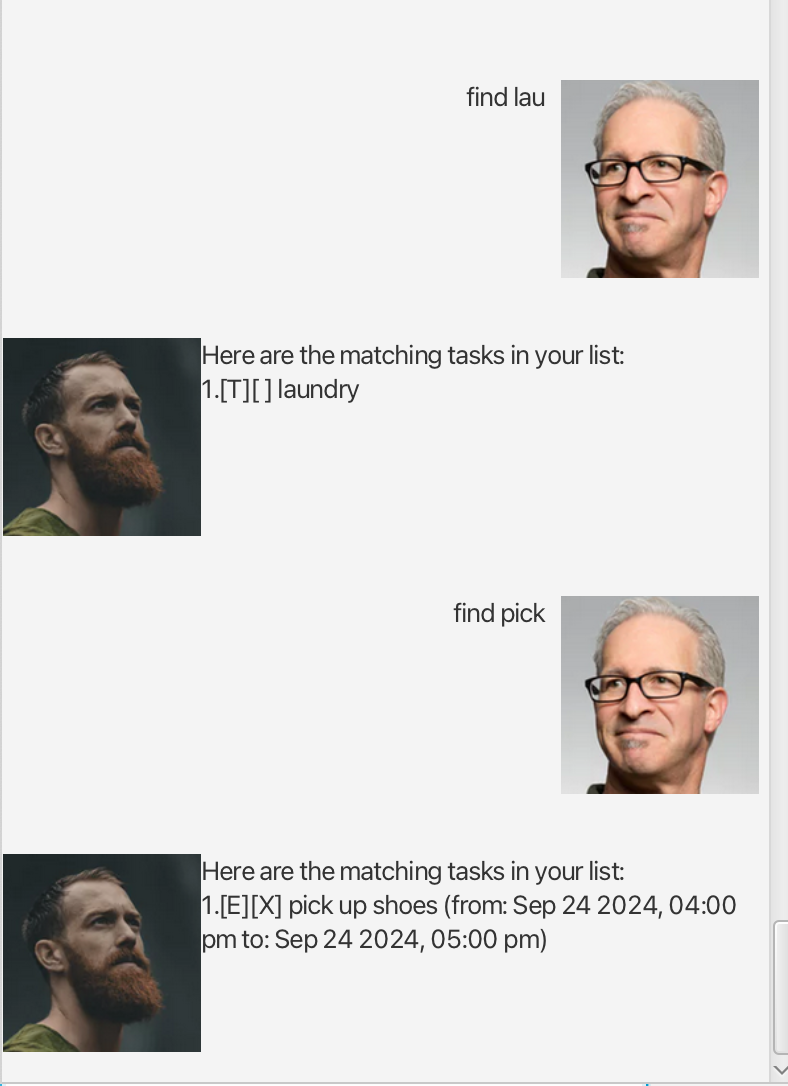 find lau
Here are the matching tasks in your list:
1.[T][ ] laundry
find pick
Here are the matching tasks in your list:
1.[E][X] pick up shoes (from: Sep 24 2024, 04:00
pm to: Sep 24 2024, 05:00 pm)